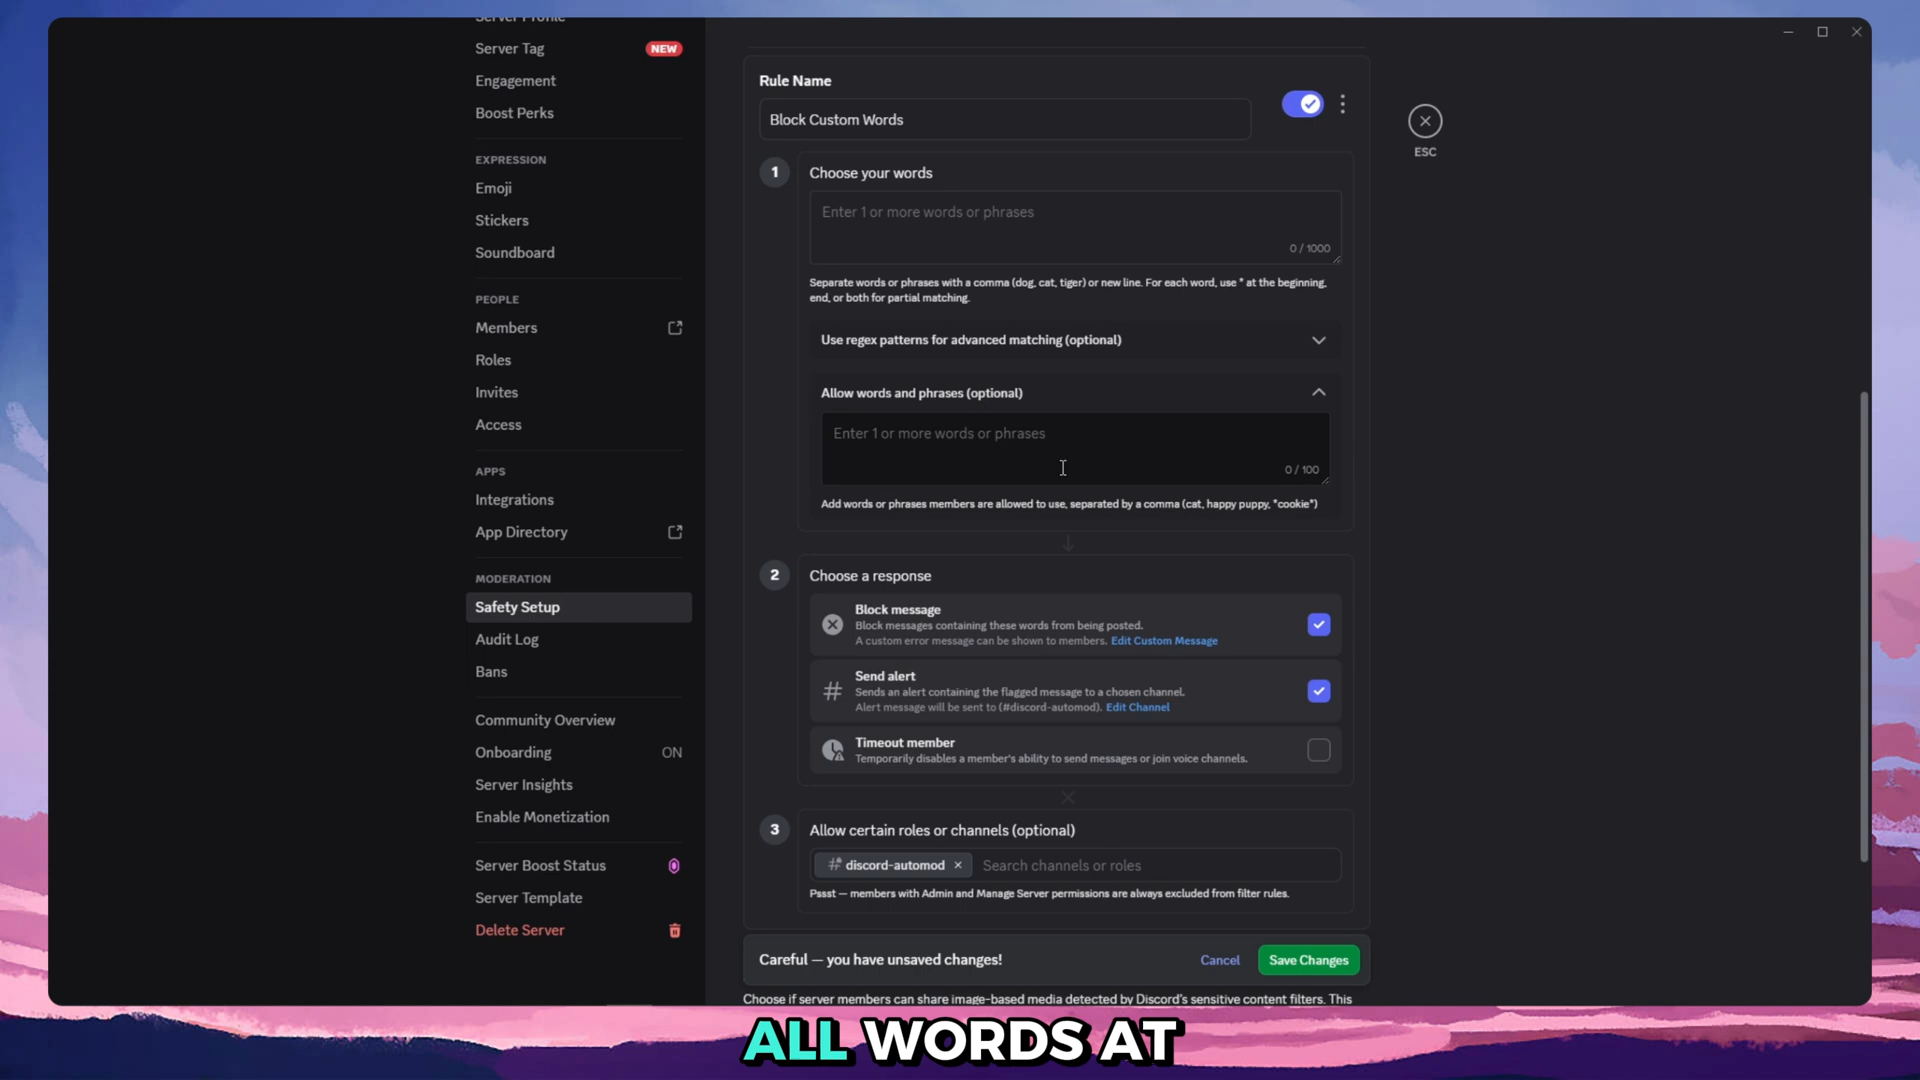 Server Profile
Server Tag
NEW
Engagement
Boost Perks
EXPRESSION
Emoji
Stickers
Soundboard
PEOPLE
Members
Roles
Invites
Access
APPS
Integrations
App Directory
MODERATION
Safety Setup
Audit Log
Bans
Community Overview
Onboarding ON
Server Insights
Enable Monetization
Server Boost Status
Server Template
Delete Server
Rule Name
Block Custom Words
ESC
1
Choose your words
Enter 1 or more words or phrases
0 / 1000
Separate words or phrases with a comma (dog, cat, tiger) or new line. For each word, use * at the beginning,
end, or both for partial matching.
Use regex patterns for advanced matching (optional)
Allow words and phrases (optional)
Enter 1 or more words or phrases
0 / 100
Add words or phrases members are allowed to use, separated by a comma (cat, happy puppy, *cookie*)
2
Choose a response
Block message
Block messages containing these words from being posted.
A custom error message can be shown to members. Edit Custom Message
Send alert
Sends an alert containing the flagged message to a chosen channel.
Alert message will be sent to (#discord-automod). Edit Channel
Timeout member
Temporarily disables a member's ability to send messages or join voice channels.
3
Allow certain roles or channels (optional)
discord-automod
Search channels or roles
Pssst — members with Admin and Manage Server permissions are always excluded from filter rules.
Careful — you have unsaved changes!
Cancel
Save Changes
Choose if server members can share image-based media detected by Discord's sensitive content filters. This
ALL WORDS AT